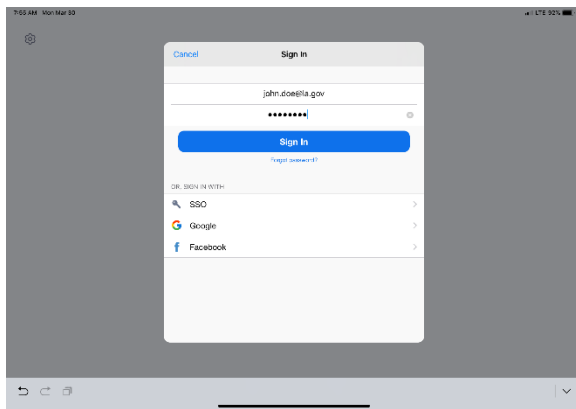 7:55 AM Mon Mar 30
LTE 92%
Cancel
Sign In
john.doe@la.gov
••••••••
Sign In
Forgot password?
OR, SIGN IN WITH
SSO
Google
Facebook